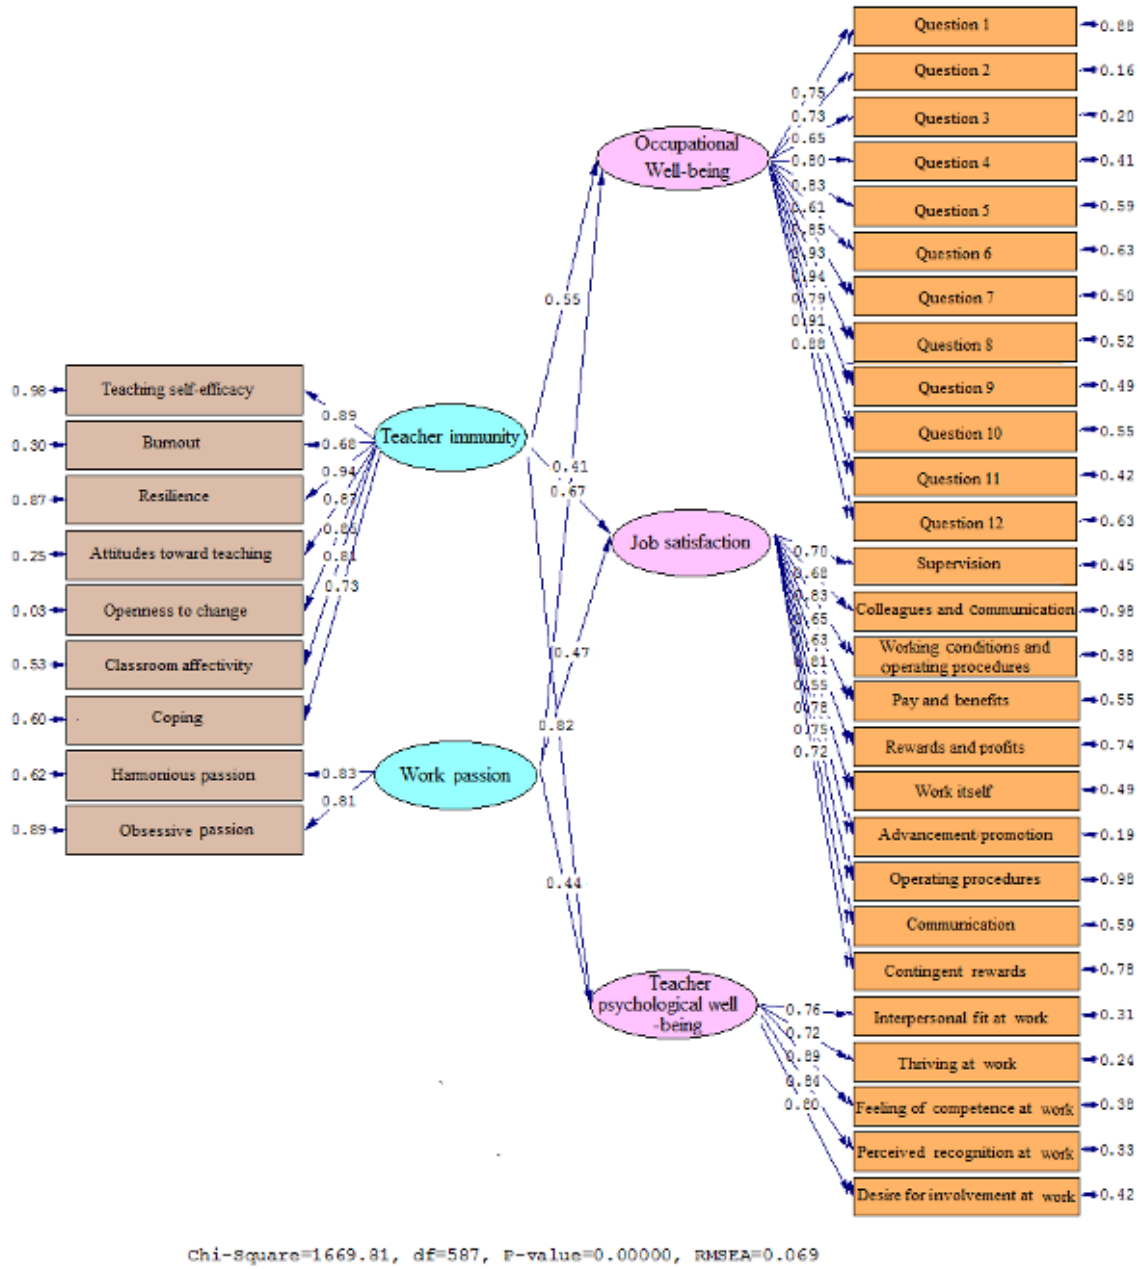 Question 1
0.88
Question 2
0.16
0.75
0.73
Question 3
0.20
0.65
Occupational
Well-being
0.80
Question 4
0.41
0.83
0.61
Question 5
0.59
0.85
0.93
Question 6
0.63
0.94
0.79
Question 7
0.50
0.55
0.91
0.88
Question 8
0.52
Question 9
0.49
0.98
Teaching self-efficacy
0.89
Question 10
0.55
0.30
Burnout
0.68
Teacher immunity
0.94
0.41
Question 11
0.42
0.87
Resilience
0.87
0.67
Question 12
0.63
0.81
0.73
Job satisfaction
0.25
Attitudes toward teaching
0.70
Supervision
0.45
0.68
0.83
Colleagues and Communication
0.98
0.03
Openness to change
0.65
0.63
Working conditions and
operating procedures
0.38
0.53
Classroom affectivity
0.47
0.81
0.55
Pay and benefits
0.55
0.60
Coping
0.78
0.75
0.72
0.82
Rewards and profits
0.74
0.62
Harmonious passion
0.83
Work passion
Work itself
0.49
0.81
0.89
Obsessive passion
Advancement/promotion
0.19
0.44
Operating procedures
0.98
Communication
0.59
Contingent rewards
0.78
Teacher
psychological well
-being
0.76
Interpersonal fit at work
0.31
0.72
0.89
Thriving at work
0.24
0.84
0.80
Feeling of competence at work
0.38
Perceived recognition at work
0.33
Desire for involvement at work
0.42
Chi-Square=1669.81, df=587, P-value=0.00000, RMSEA=0.069